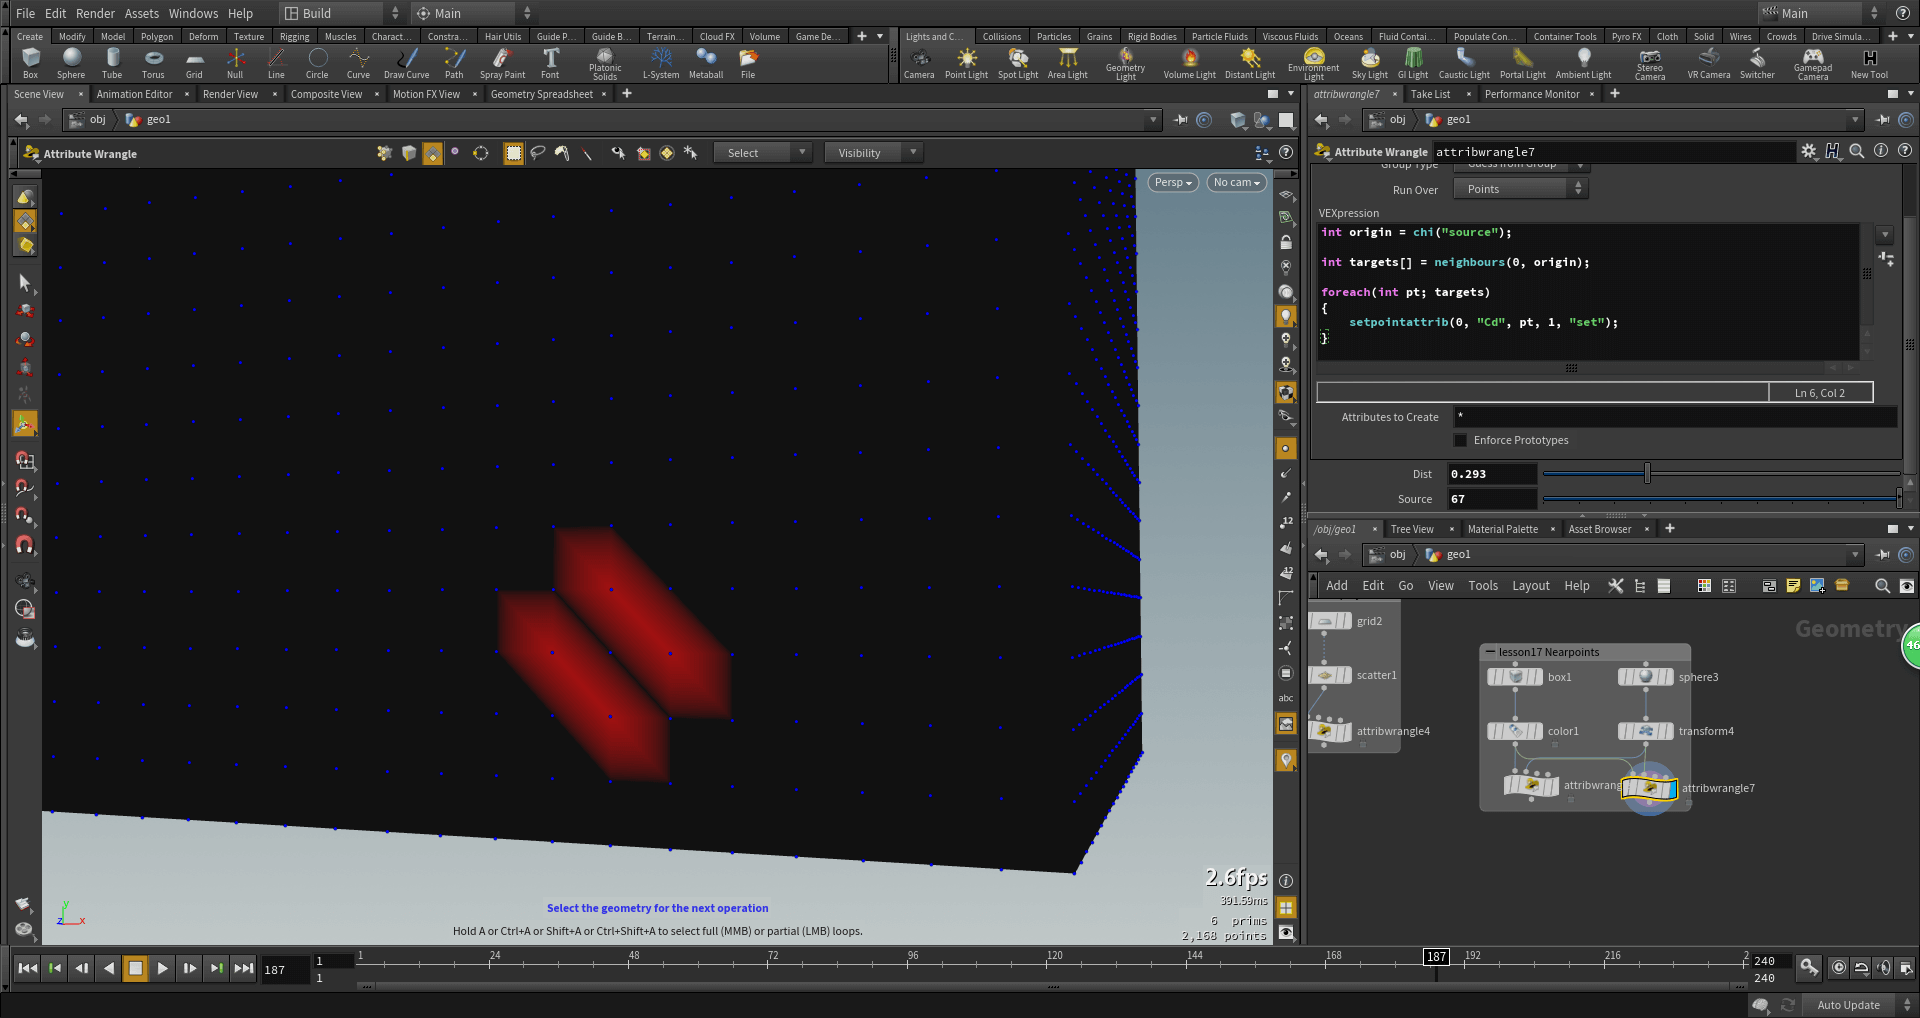 File Edit Render Assets Windows Help Build Main Main
Create Modify Model Polygon Deform Texture Rigging Muscles Charact... Constra... Hair Utils Guide P... Guide B... Terrain... Cloud FX Volume Game De... Lights and C... Collisions Particles Grains Rigid Bodies Particle Fluids Viscous Fluids Oceans Fluid Contai... Populate Con... Container Tools Pyro FX Cloth Solid Wires Crowds Drive Simula...
Box Sphere Tube Torus Grid Null Line Circle Curve Draw Curve Path Spray Paint Font Platonic Solids L-System Metaball File Camera Point Light Spot Light Area Light Geometry Light Volume Light Distant Light Environment Light Sky Light GI Light Caustic Light Portal Light Ambient Light Stereo Camera VR Camera Switcher Gamepad Camera New Tool
Scene View Animation Editor Render View Composite View Motion FX View Geometry Spreadsheet
obj geo1
Attribute Wrangle Select Visibility
Persp No cam
12
12
abc
2.6fps
391.59ms
6 prims
2,168 points
Select the geometry for the next operation
Hold A or Ctrl+A or Shift+A or Ctrl+Shift+A to select full (MMB) or partial (LMB) loops.
y
z x
attribwrangle7 Take List Performance Monitor
obj geo1
Attribute Wrangle attribwrangle7
Group Type Guess from Group
Run Over Points
VEXpression
int origin = chi("source");
int targets[] = neighbours(0, origin);
foreach(int pt; targets)
{
setpointattrib(0, "Cd", pt, 1, "set");
}
Ln 6, Col 2
Attributes to Create *
Enforce Prototypes
Dist 0.293
Source 67
/obj/geo1 Tree View Material Palette Asset Browser
obj geo1
Add Edit Go View Tools Layout Help
Geometry
46
grid2
scatter1
attribwrangle4
lesson17 Nearpoints
box1 sphere3
color1 transform4
attribwrang attribwrangle7
187 1 1 24 48 72 96 120 144 168 187 192 216 2 240
1 240
Auto Update